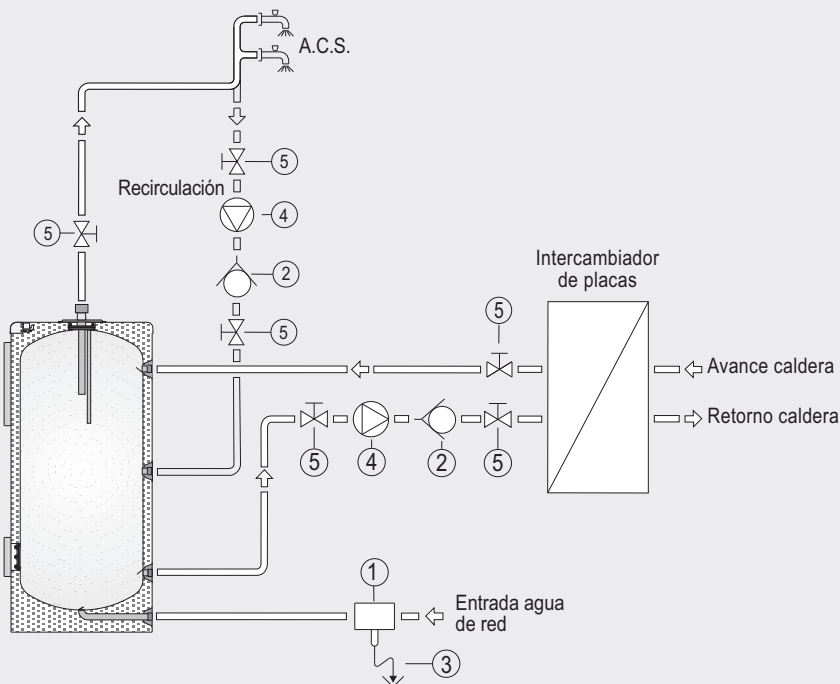 A.C.S.
5
Recirculación
4
5
2
5
Intercambiador
de placas
5
Avance caldera
Retorno caldera
5
4
2
5
1
Entrada agua
de red
3